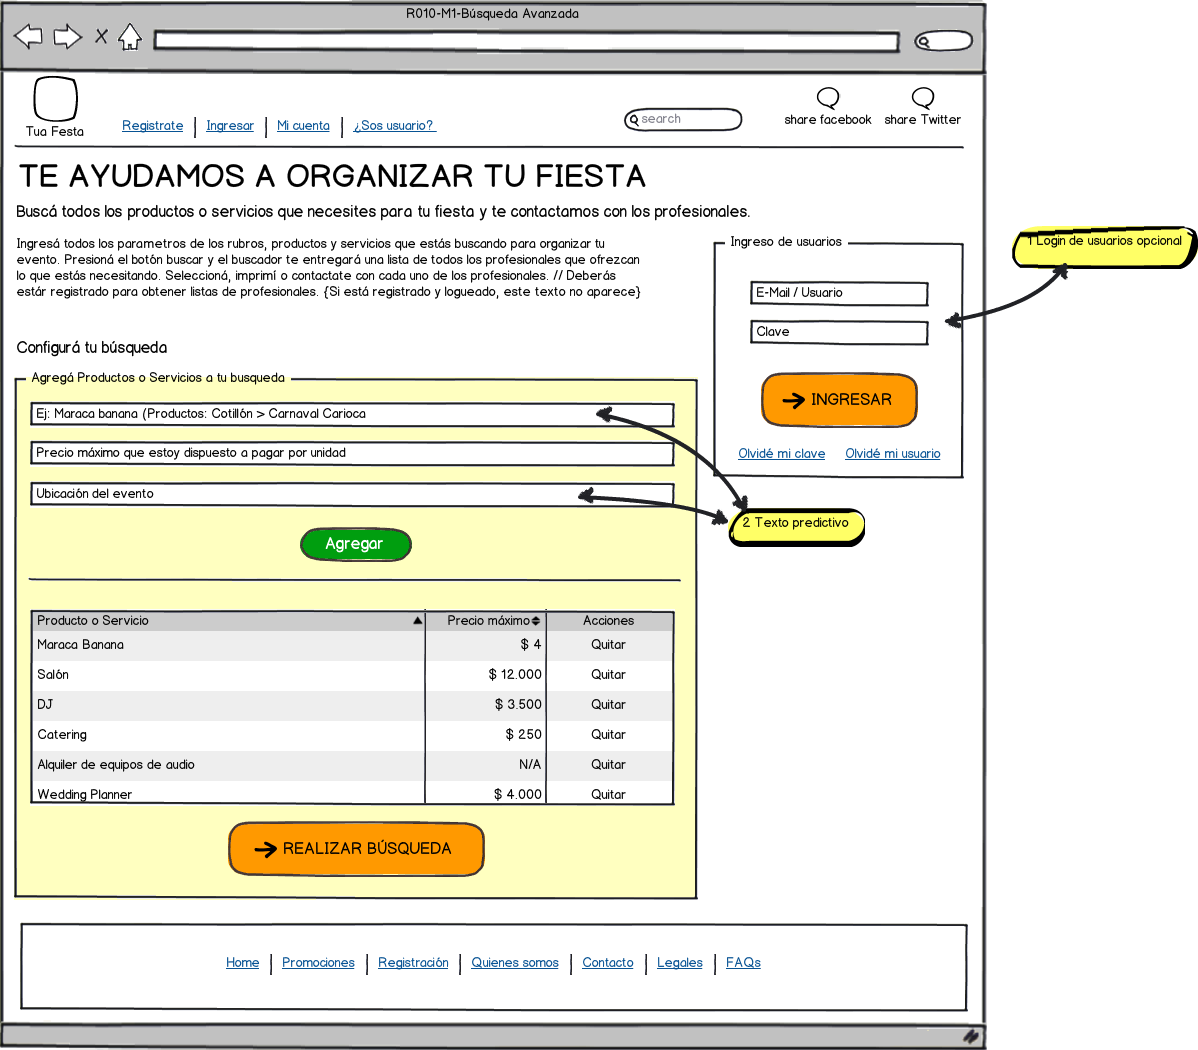 R010-M1-Búsqueda Avanzada
Tua Festa
Registrate
Ingresar
Mi cuenta
¿Sos usuario?
search
share facebook
share Twitter
TE AYUDAMOS A ORGANIZAR TU FIESTA
Buscá todos los productos o servicios que necesites para tu fiesta y te contactamos con los profesionales.
Ingresá todos los parametros de los rubros, productos y servicios que estás buscando para organizar tu
evento. Presioná el botón buscar y el buscador te entregará una lista de todos los profesionales que ofrezcan
lo que estás necesitando. Seleccioná, imprimí o contactate con cada uno de los profesionales. // Deberás
estár registrado para obtener listas de profesionales. {Si está registrado y logueado, este texto no aparece}
Ingreso de usuarios
E-Mail / Usuario
Clave
INGRESAR
Olvidé mi clave
Olvidé mi usuario
1 Login de usuarios opcional
Configurá tu búsqueda
Agregá Productos o Servicios a tu busqueda
Ej: Maraca banana (Productos: Cotillón > Carnaval Carioca
Precio máximo que estoy dispuesto a pagar por unidad
Ubicación del evento
2 Texto predictivo
Agregar
Producto o Servicio Precio máximo Acciones
Maraca Banana $ 4 Quitar
Salón $ 12.000 Quitar
DJ $ 3.500 Quitar
Catering $ 250 Quitar
Alquiler de equipos de audio N/A Quitar
Wedding Planner $ 4.000 Quitar
REALIZAR BÚSQUEDA
Home
Promociones
Registración
Quienes somos
Contacto
Legales
FAQs